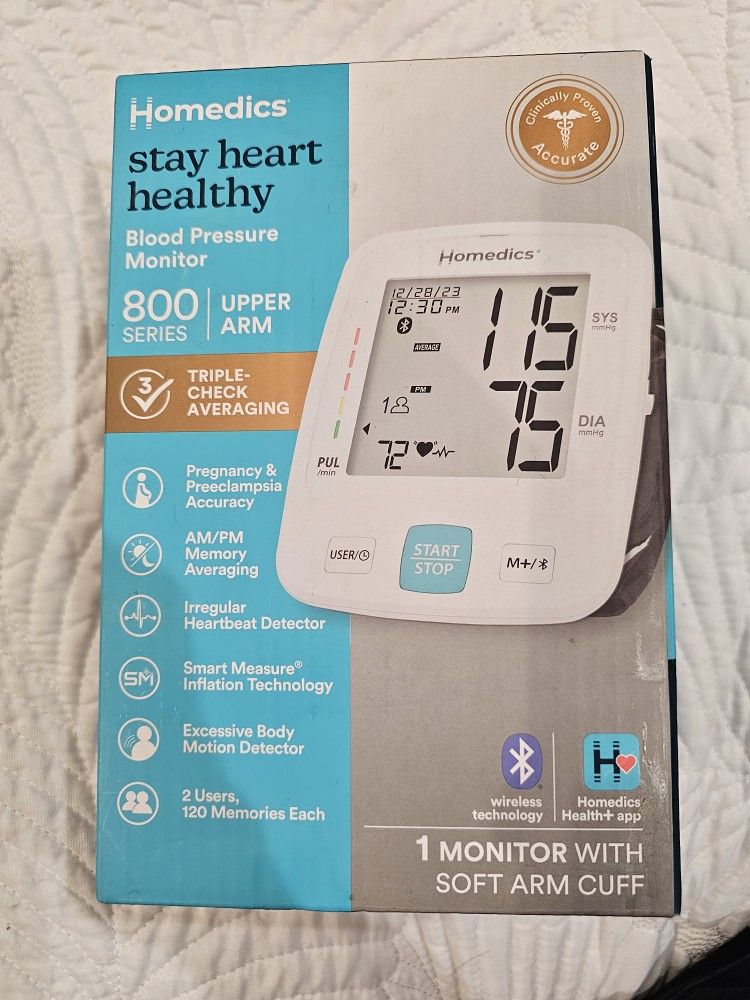 Homedics
stay heart
healthy
Blood Pressure
Monitor
800
SERIES
UPPER
ARM
3
TRIPLE-
CHECK
AVERAGING
Pregnancy &
Preeclampsia
Accuracy
AM/PM
Memory
Averaging
Irregular
Heartbeat Detector
SM
Smart Measure®
Inflation Technology
Excessive Body
Motion Detector
2 Users,
120 Memories Each
Clinically Proven
Accurate
Homedics
12/28/23
12:30 PM
AVERAGE
115
SYS
mmHg
PM
1
75
DIA
mmHg
PUL
/min
72
USER/
START
STOP
M+/
wireless
technology
H
Homedics
Health+ app
1 MONITOR WITH
SOFT ARM CUFF